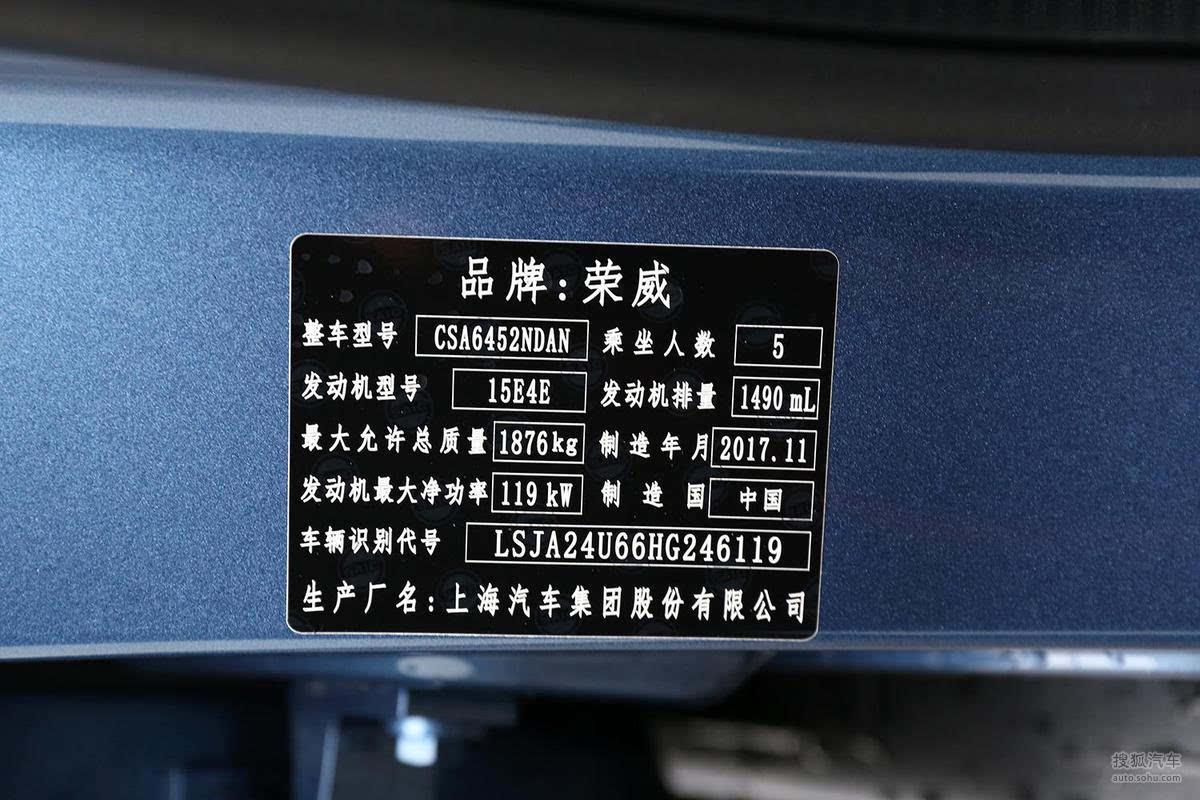 品牌:荣威
整车型号 CSA6452NDAN 乘坐人数 5
发动机型号 15E4E 发动机排量 1490 mL
最大允许总质量 1876kg 制造年月 2017.11
发动机最大净功率 119 kW 制造国 中国
车辆识别代号 LSJA24U66HG246119
生产厂名:上海汽车集团股份有限公司
搜狐汽车
auto.sohu.com